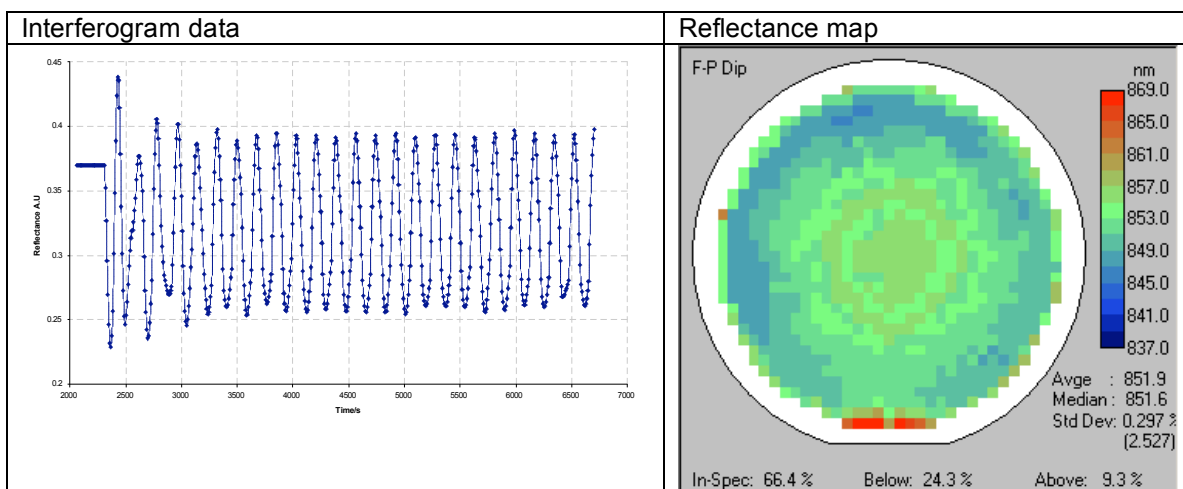 Interferogram data
Reflectance map
0.45
0.4
0.35
0.3
0.25
0.2
Reflectance A.U
2000 2500 3000 3500 4000 4500 5000 5500 6000 6500 7000
Time/s
F-P Dip
nm
869.0
865.0
861.0
857.0
853.0
849.0
845.0
841.0
837.0
Avge : 851.9
Median : 851.6
Std Dev: 0.297 %
(2.527)
In-Spec: 66.4 % Below: 24.3 % Above: 9.3 %